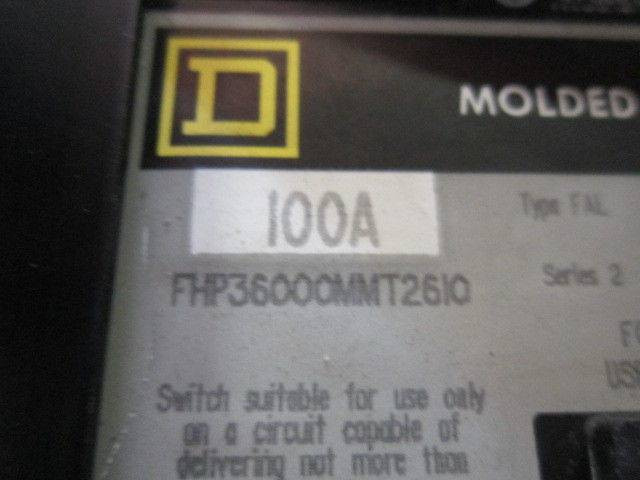 D
MOLDED
100A
Type FAL
FHP36000MMT2610
Series 2
Switch suitable for use only
on a circuit capable of
delivering not more than